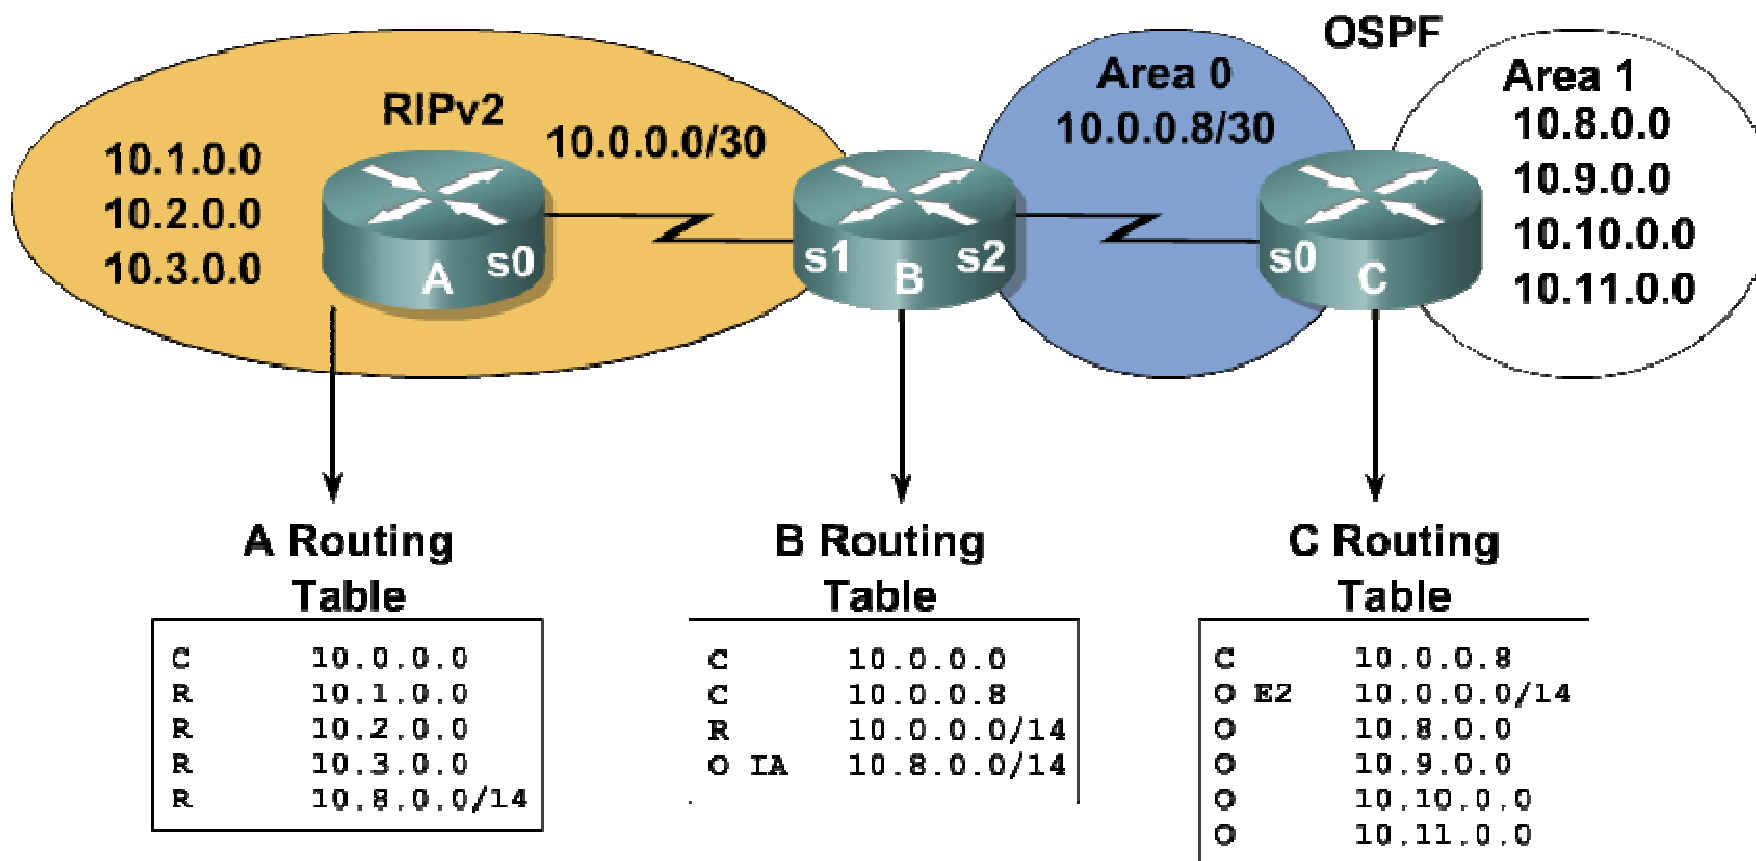 OSPF
RIPv2
10.1.0.0
10.2.0.0
10.3.0.0
10.0.0.0/30
Area 0
10.0.0.8/30
Area 1
10.8.0.0
10.9.0.0
10.10.0.0
10.11.0.0
A
s0
s1
B
s2
s0
C
A Routing
Table
C 10.0.0.0
R 10.1.0.0
R 10.2.0.0
R 10.3.0.0
R 10.8.0.0/14
B Routing
Table
C 10.0.0.0
C 10.0.0.8
R 10.0.0.0/14
O IA 10.8.0.0/14
C Routing
Table
C 10.0.0.8
O E2 10.0.0.0/14
O 10.8.0.0
O 10.9.0.0
O 10.10.0.0
O 10.11.0.0